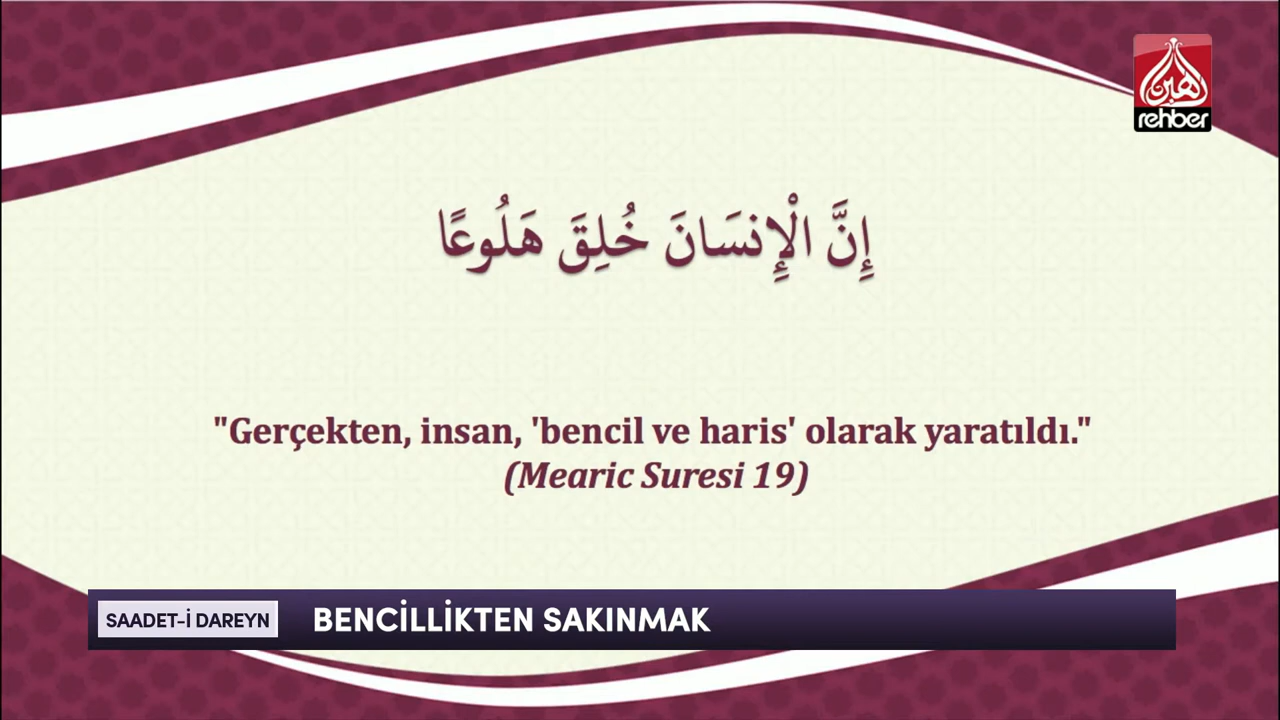 رهبر
rehber
إِنَّ الْإِنسَانَ خُلِقَ هَلُوعًا
"Gerçekten, insan, 'bencil ve haris' olarak yaratıldı."
(Mearic Suresi 19)
SAADET-İ DAREYN
BENCİLLİKTEN SAKINMAK